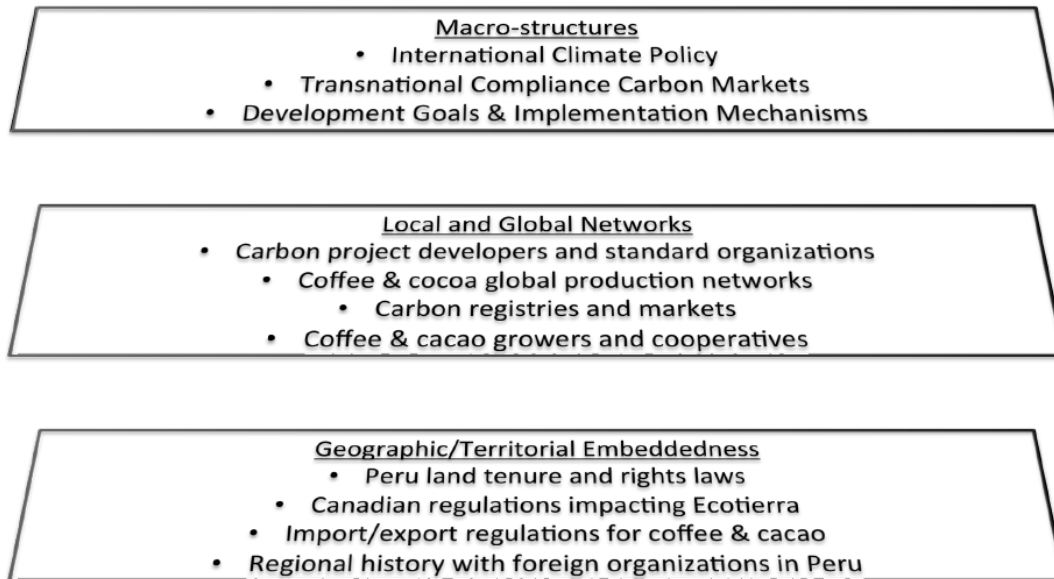 Macro-structures
• International Climate Policy
• Transnational Compliance Carbon Markets
• Development Goals & Implementation Mechanisms
Local and Global Networks
• Carbon project developers and standard organizations
• Coffee & cocoa global production networks
• Carbon registries and markets
• Coffee & cacao growers and cooperatives
Geographic/Territorial Embeddedness
• Peru land tenure and rights laws
• Canadian regulations impacting Ecotierra
• Import/export regulations for coffee & cacao
• Regional history with foreign organizations in Peru